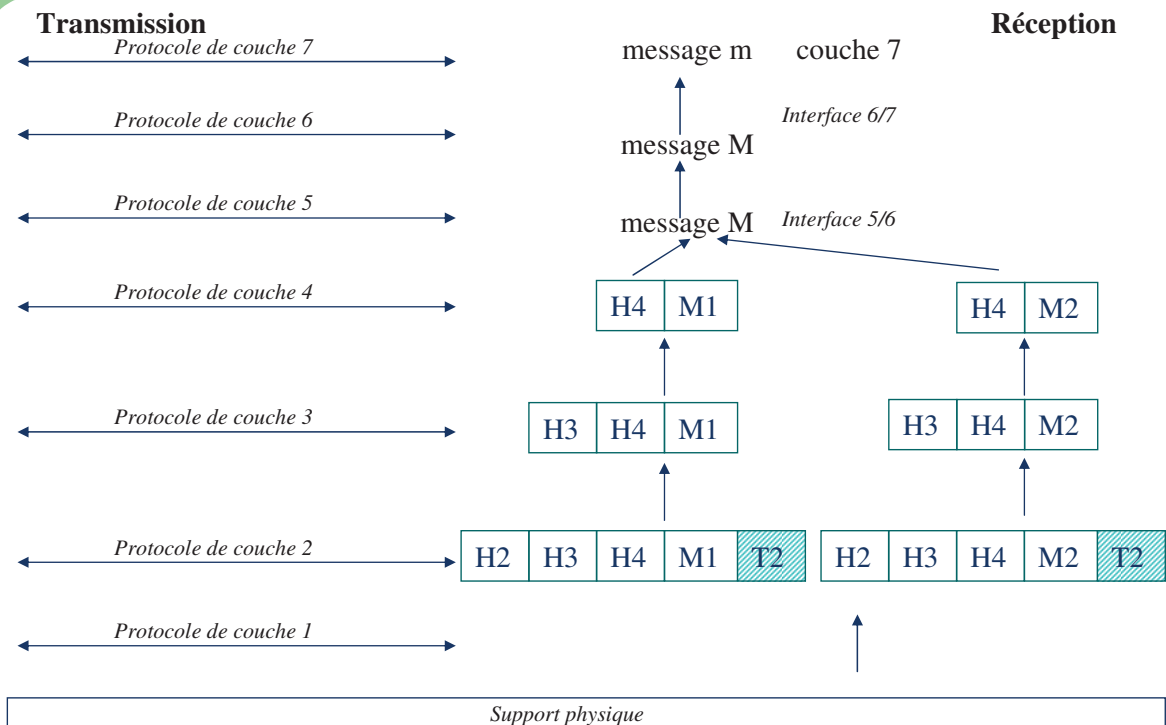 Transmission
Réception
Protocole de couche 7
message m couche 7
Protocole de couche 6
Interface 6/7
message M
Protocole de couche 5
message M
Interface 5/6
Protocole de couche 4
H4 M1
H4 M2
Protocole de couche 3
H3 H4 M1
H3 H4 M2
Protocole de couche 2
H2 H3 H4 M1 T2
H2 H3 H4 M2 T2
Protocole de couche 1
Support physique